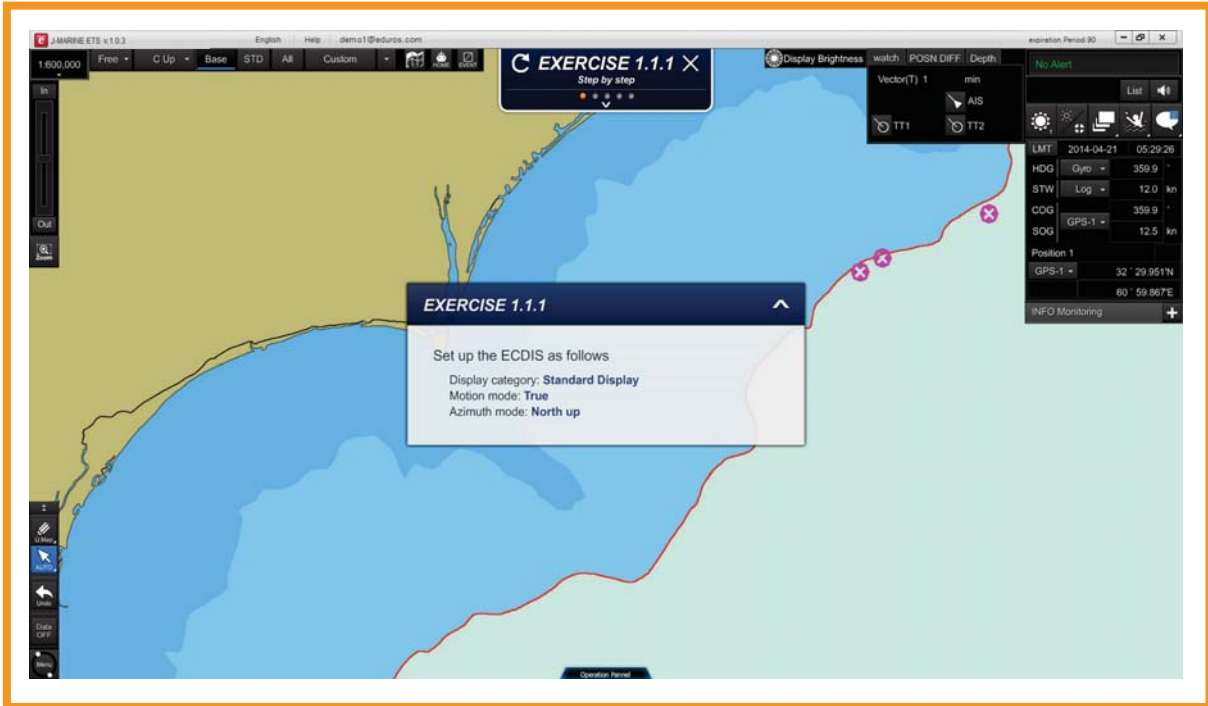 J-MARINE ETS v.1.0.3 English Help demo1@eduros.com expiration Period:90
1:600,000 Free C Up Base STD All Custom 1:1 HOME EVENT
EXERCISE 1.1.1
Step by step
Display Brightness watch POSN DIFF Depth
Vector(T) 1 min
AIS
TT1 TT2
No Alert
List
LMT 2014-04-21 05:29:26
HDG Gyro 359.9 °
STW Log 12.0 kn
COG 359.9 °
GPS-1
SOG 12.5 kn
Position 1
GPS-1 32 ° 29.951'N
60 ° 59.867'E
INFO Monitoring
In
Out
Zoom
EXERCISE 1.1.1
Set up the ECDIS as follows
Display category: Standard Display
Motion mode: True
Azimuth mode: North up
U.Map
AUTO
Undo
Data
OFF
Menu
Operation Pannel